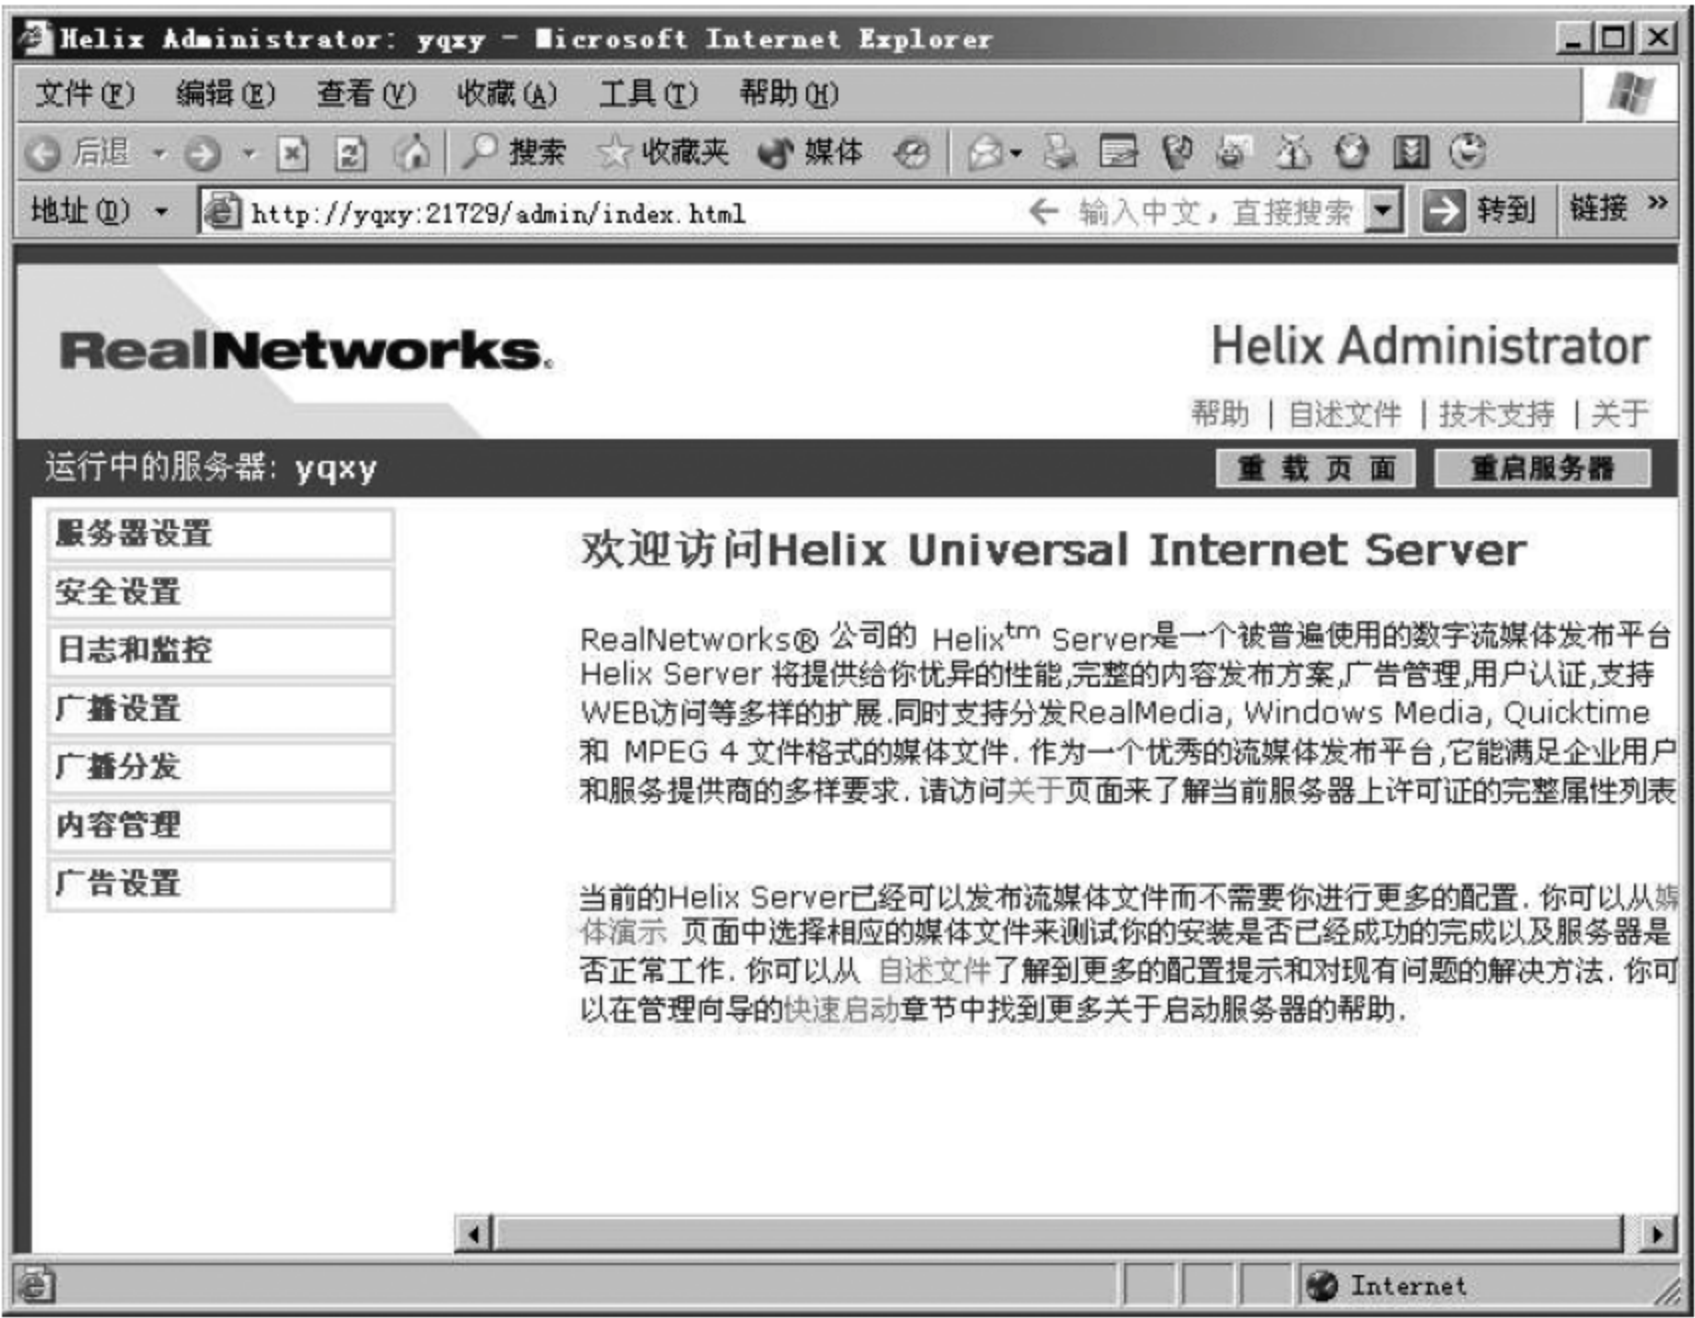 Helix Administrator: yqxy - Microsoft Internet Explorer
文件(F) 编辑(E) 查看(V) 收藏(A) 工具(T) 帮助(H)
后退 搜索 收藏夹 媒体
地址(D) http://yqxy:21729/admin/index.html 输入中文，直接搜索 转到 链接 »
RealNetworks.
Helix Administrator
帮助 | 自述文件 | 技术支持 | 关于
运行中的服务器: yqxy 重载页面 重启服务器
服务器设置
安全设置
日志和监控
广播设置
广播分发
内容管理
广告设置
欢迎访问Helix Universal Internet Server
RealNetworks® 公司的 Helixtm Server是一个被普遍使用的数字流媒体发布平台
Helix Server 将提供给你优异的性能,完整的内容发布方案,广告管理,用户认证,支持
WEB访问等多样的扩展.同时支持分发RealMedia, Windows Media, Quicktime
和 MPEG 4 文件格式的媒体文件. 作为一个优秀的流媒体发布平台,它能满足企业用户
和服务提供商的多样要求. 请访问关于页面来了解当前服务器上许可证的完整属性列表
当前的Helix Server已经可以发布流媒体文件而不需要你进行更多的配置. 你可以从媒
体演示 页面中选择相应的媒体文件来测试你的安装是否已经成功的完成以及服务器是
否正常工作. 你可以从 自述文件了解到更多的配置提示和对现有问题的解决方法. 你可
以在管理向导的快速启动章节中找到更多关于启动服务器的帮助.
Internet